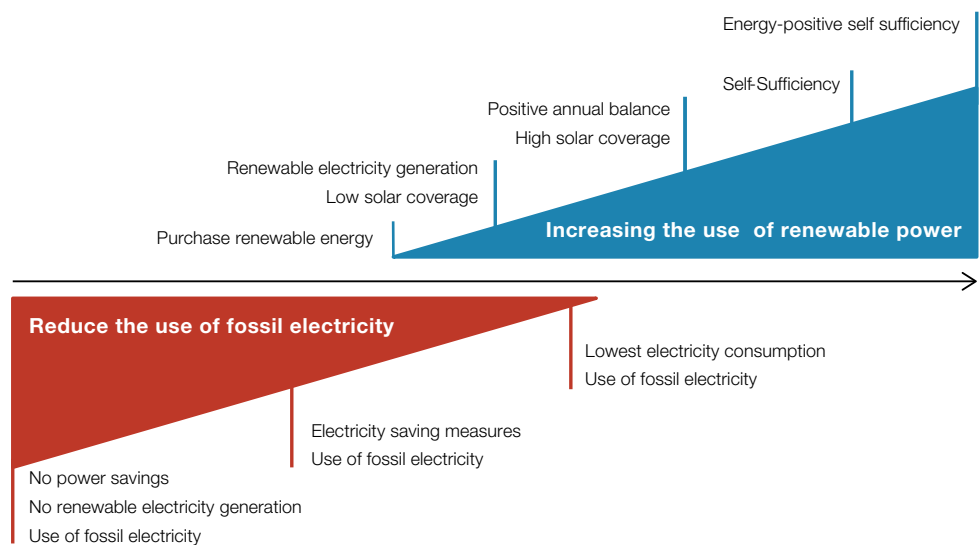 Energy-positive self sufficiency
Self-Sufficiency
Positive annual balance
High solar coverage
Renewable electricity generation
Low solar coverage
Purchase renewable energy
Increasing the use of renewable power
Reduce the use of fossil electricity
Lowest electricity consumption
Use of fossil electricity
Electricity saving measures
Use of fossil electricity
No power savings
No renewable electricity generation
Use of fossil electricity